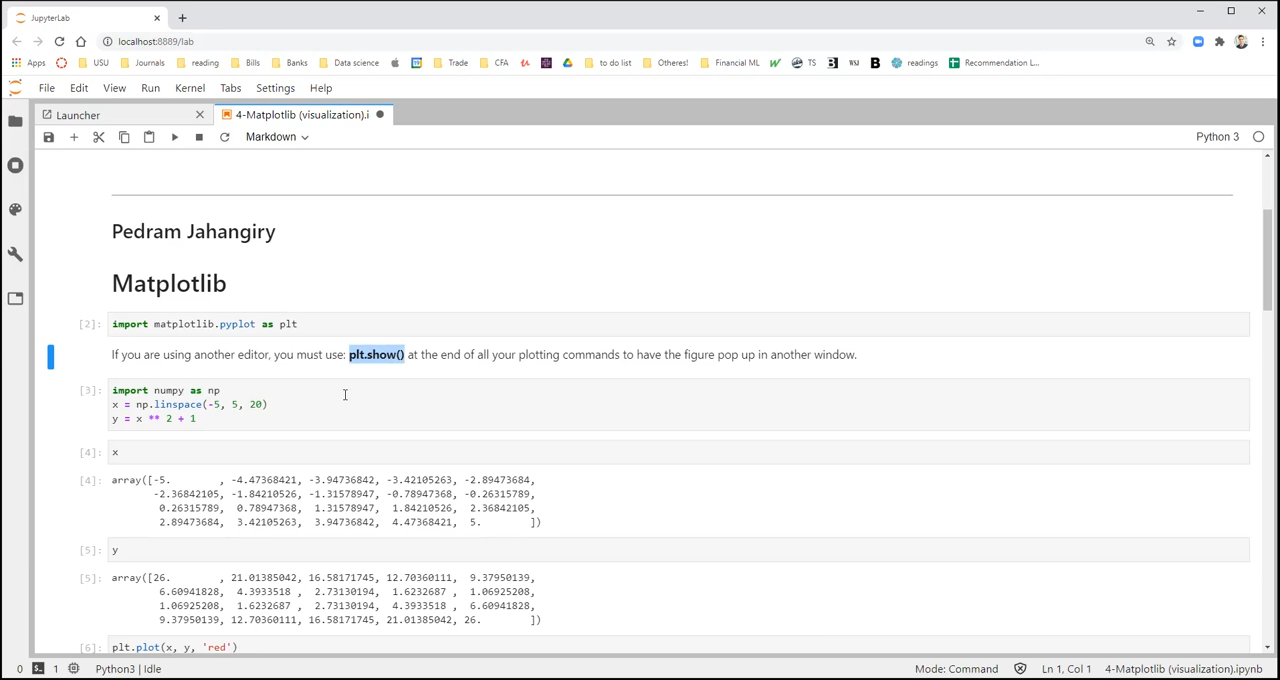 JupyterLab
localhost:8889/lab
Apps USU Journals reading Bills Banks Data science Trade CFA to do list Otheres! Financial ML TS WSJ B readings Recommendation L...
File Edit View Run Kernel Tabs Settings Help
Launcher 4-Matplotlib (visualization).i
Markdown Python 3
Pedram Jahangiry
Matplotlib
[2]: import matplotlib.pyplot as plt
If you are using another editor, you must use: plt.show() at the end of all your plotting commands to have the figure pop up in another window.
[3]: import numpy as np
x = np.linspace(-5, 5, 20)
y = x ** 2 + 1
[4]: x
[4]: array([-5.        , -4.47368421, -3.94736842, -3.42105263, -2.89473684,
-2.36842105, -1.84210526, -1.31578947, -0.78947368, -0.26315789,
0.26315789,  0.78947368,  1.31578947,  1.84210526,  2.36842105,
2.89473684,  3.42105263,  3.94736842,  4.47368421,  5.        ])
[5]: y
[5]: array([26.        , 21.01385042, 16.58171745, 12.70360111,  9.37950139,
6.60941828,  4.3993518 ,  2.73130194,  1.6232687 ,  1.06925208,
1.06925208,  1.6232687 ,  2.73130194,  4.3993518 ,  6.60941828,
9.37950139, 12.70360111, 16.58171745, 21.01385042, 26.        ])
[6]: plt.plot(x, y, 'red')
0 1 Python3 | Idle Mode: Command Ln 1, Col 1 4-Matplotlib (visualization).ipynb